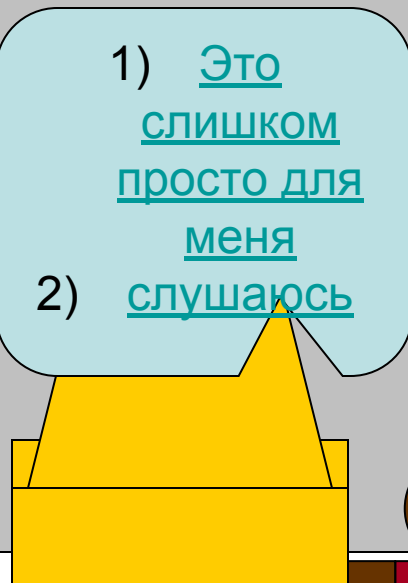 1) Это
слишком
просто для
меня
2) слушаюсь